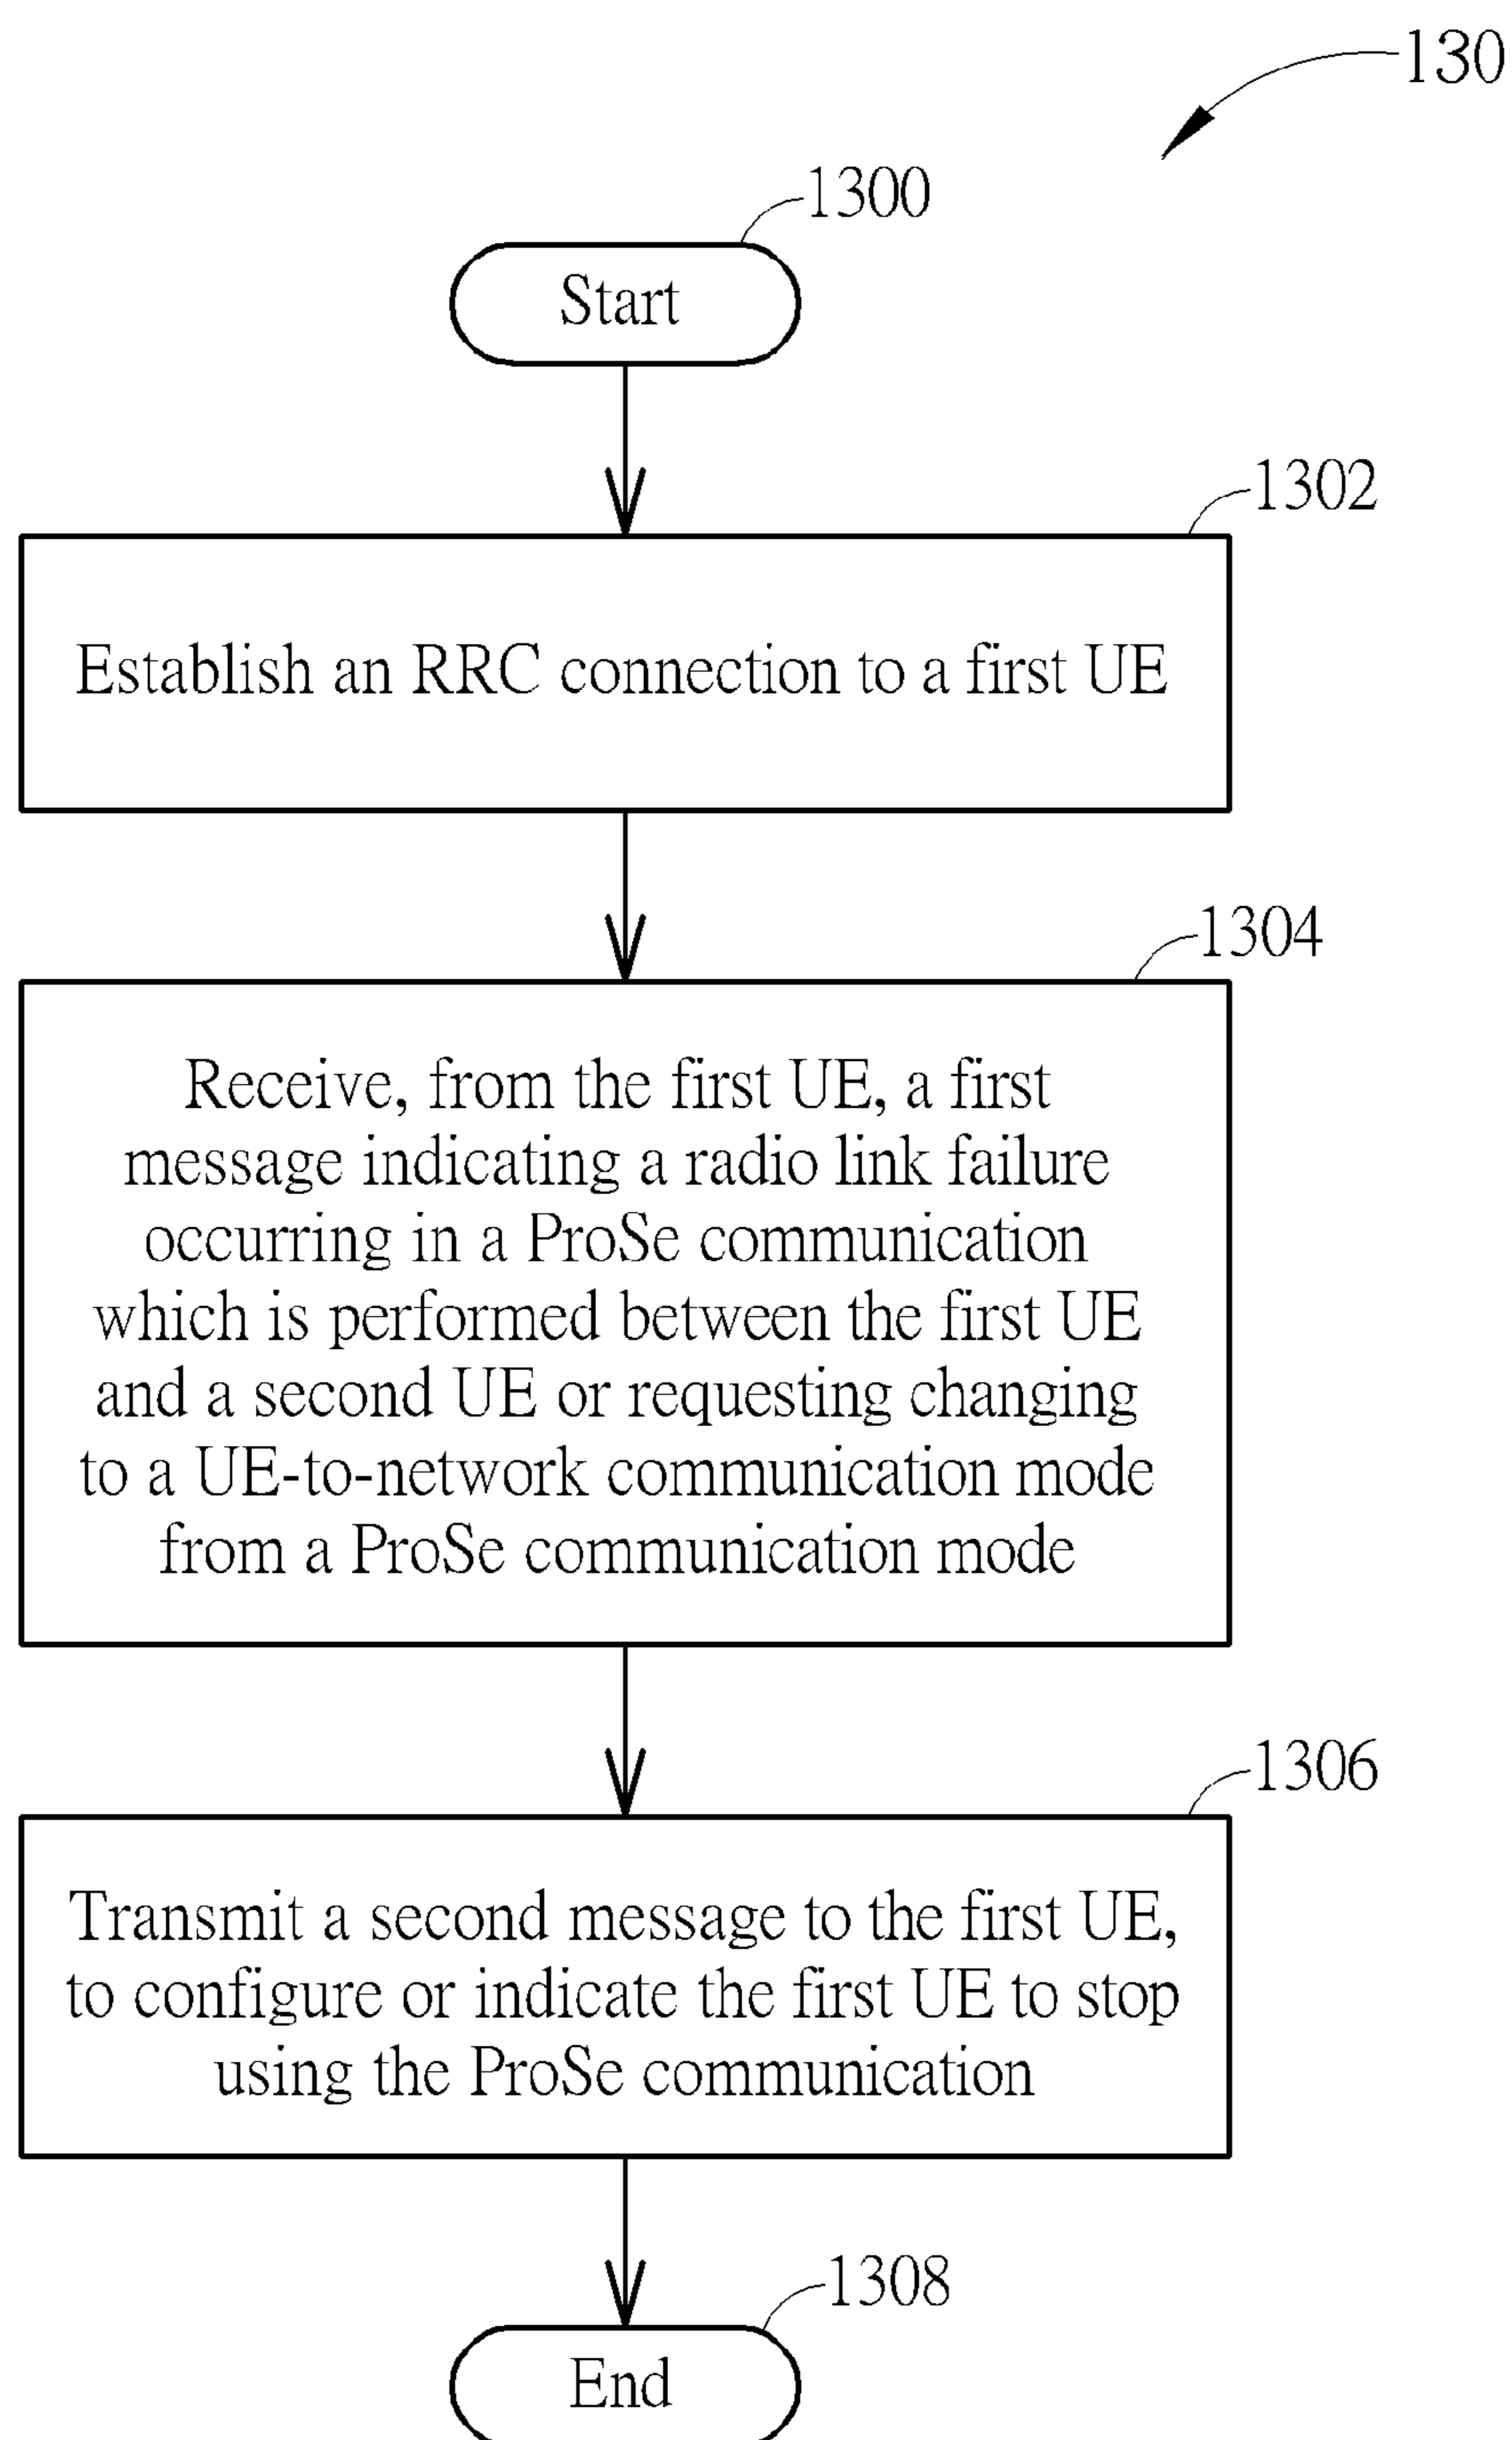 130
1300
Start
1302
Establish an RRC connection to a first UE
1304
Receive, from the first UE, a first
message indicating a radio link failure
occurring in a ProSe communication
which is performed between the first UE
and a second UE or requesting changing
to a UE-to-network communication mode
from a ProSe communication mode
1306
Transmit a second message to the first UE,
to configure or indicate the first UE to stop
using the ProSe communication
1308
End